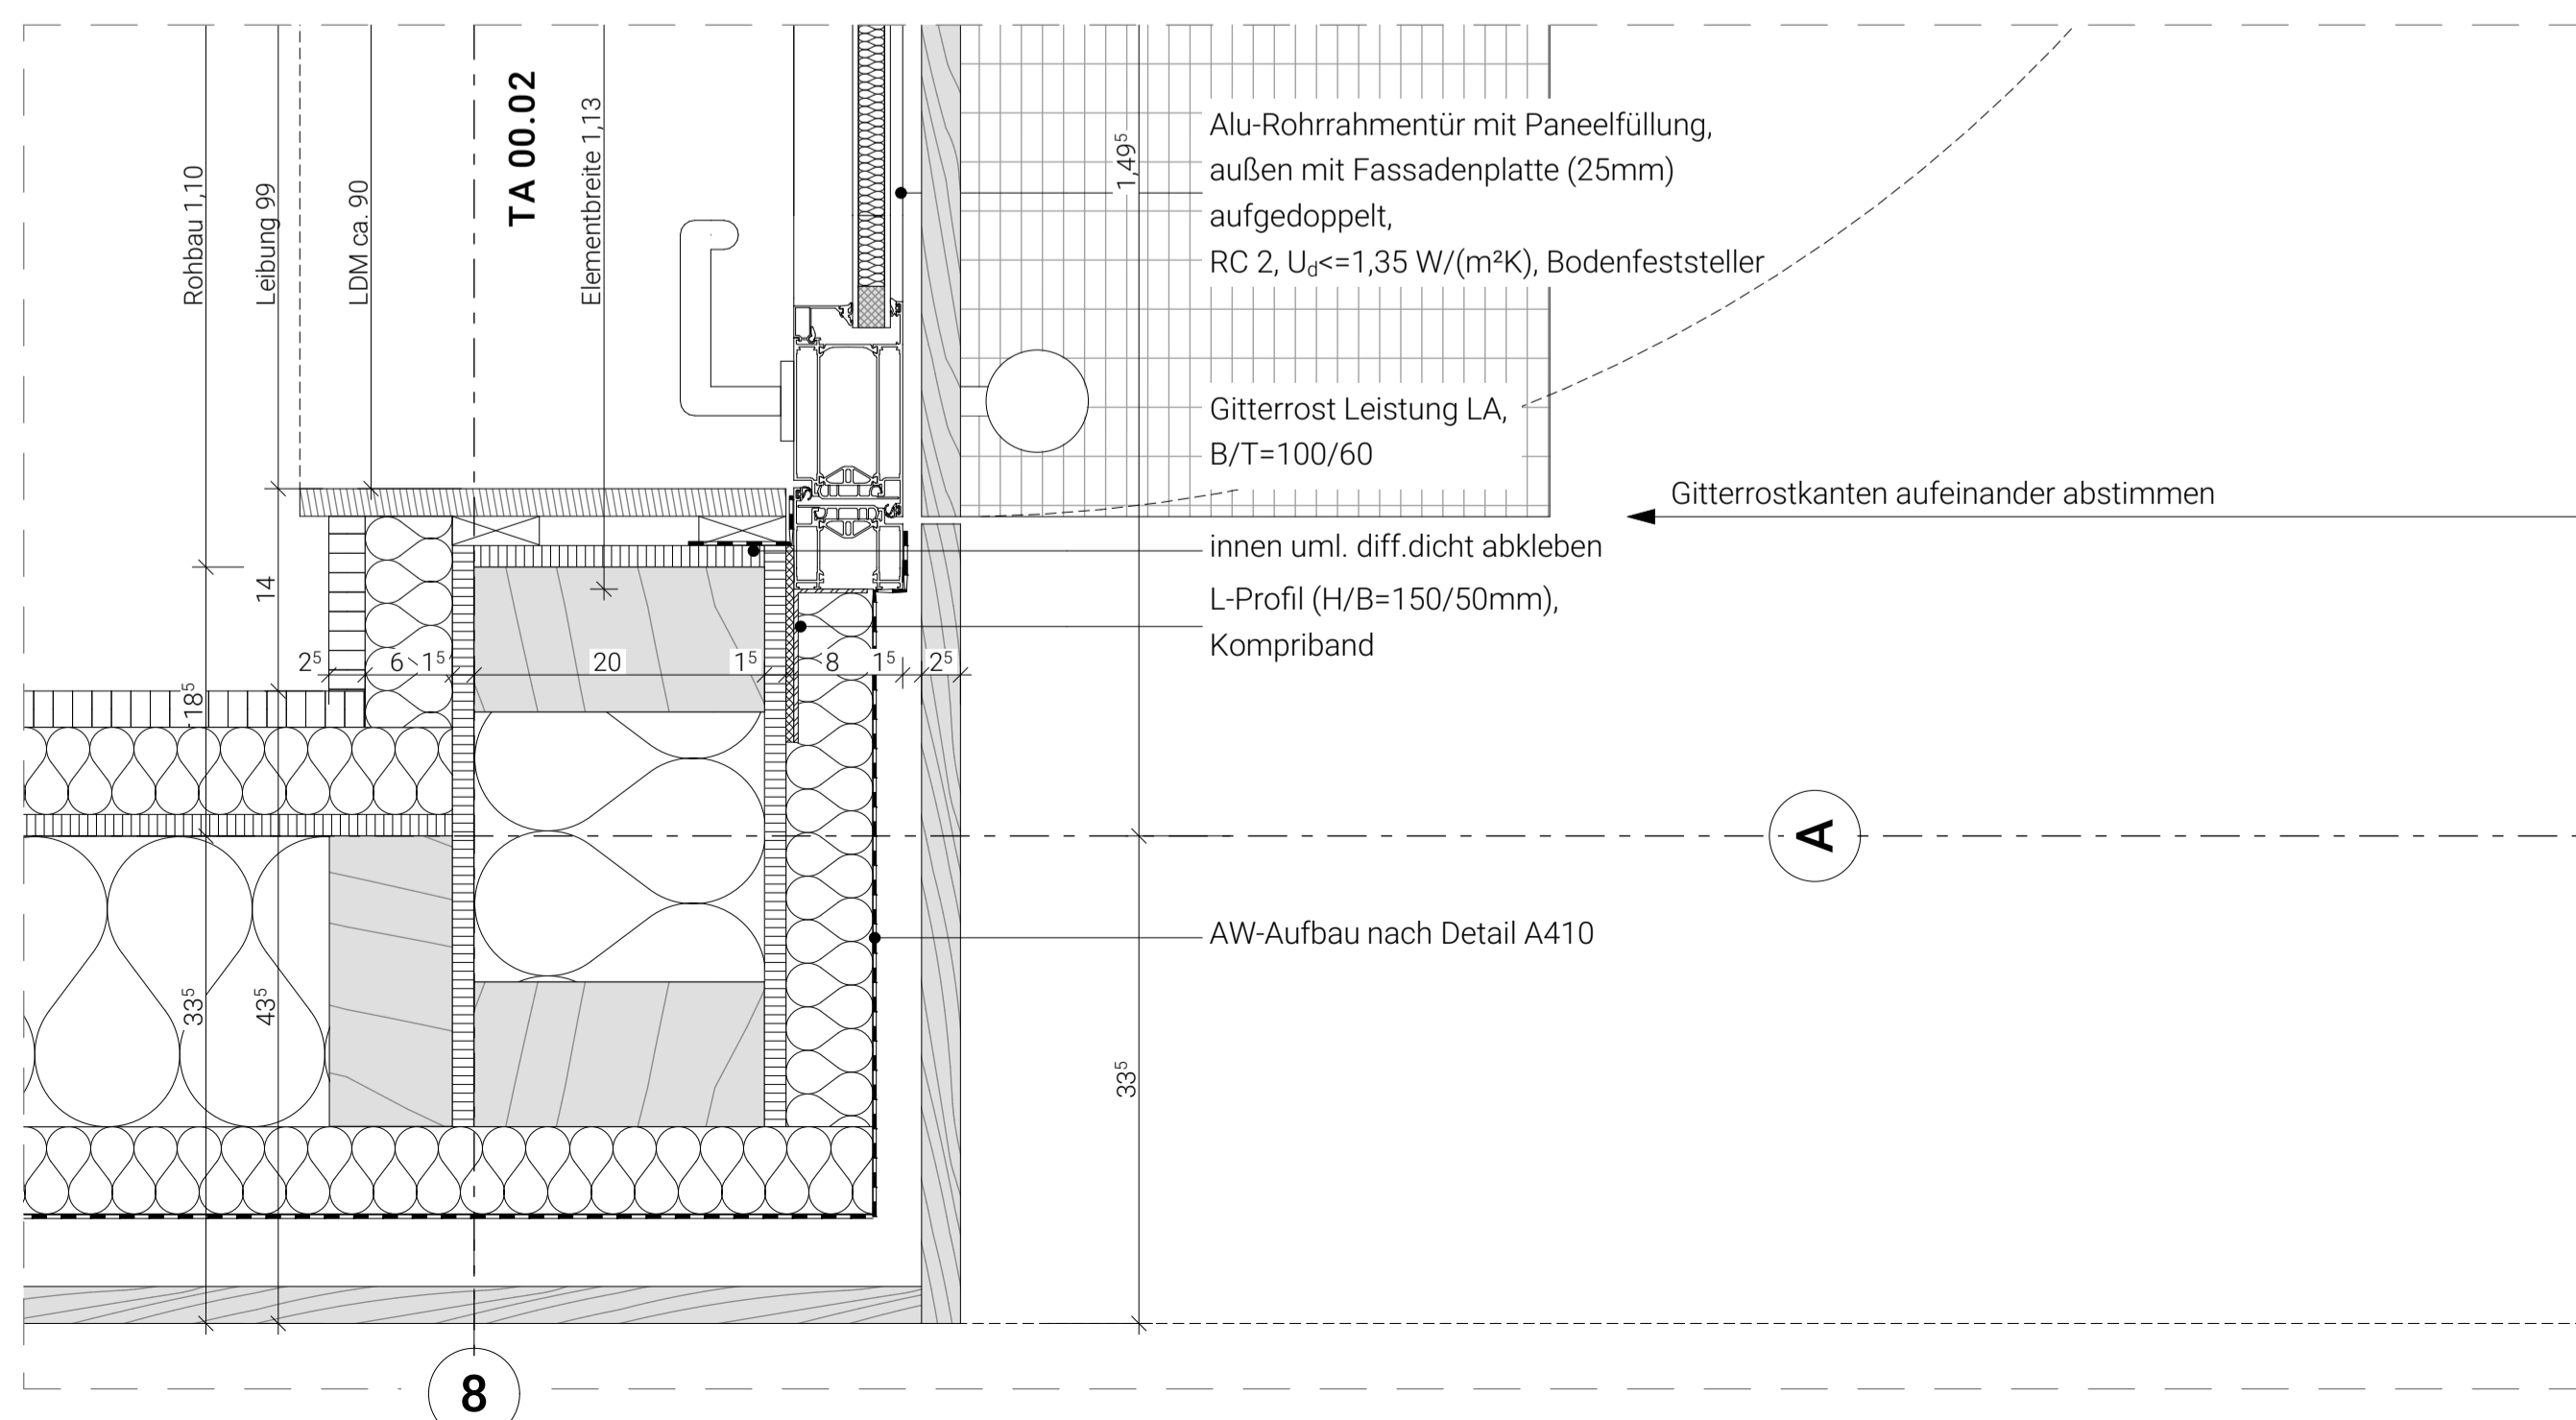 Rohbau 1,10
Leibung 99
LDM ca. 90
TA 00.02
Elementbreite 1,13
1,49⁵
Alu-Rohrrahmentür mit Paneelfüllung,
außen mit Fassadenplatte (25mm)
aufgedoppelt,
RC 2, Ud<=1,35 W/(m²K), Bodenfeststeller
Gitterrost Leistung LA,
B/T=100/60
Gitterrostkanten aufeinander abstimmen
innen uml. diff.dicht abkleben
L-Profil (H/B=150/50mm),
Kompriband
14
18⁵
2⁵ 6 1⁵ 20 1⁵ 8 1⁵ 2⁵
A
AW-Aufbau nach Detail A410
33⁵
43⁵
33⁵
8